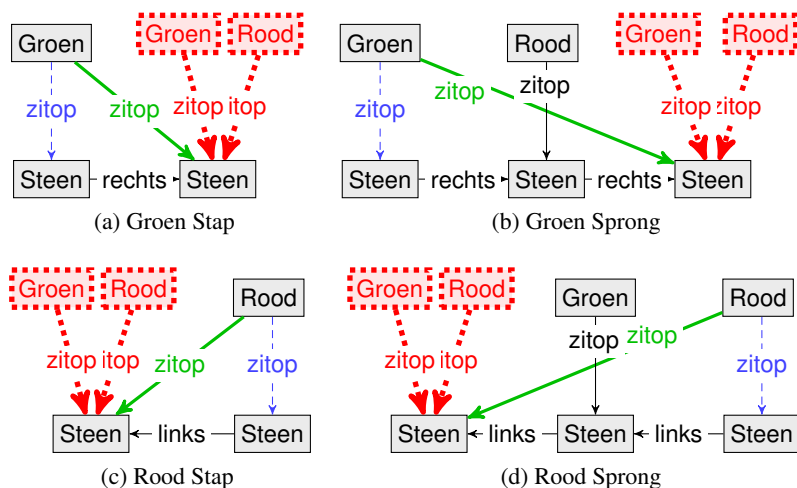 Groen Groen Rood
zitop zitop zitop itop
Steen rechts Steen
(a) Groen Stap
Groen Rood Groen Rood
zitop zitop zitop zitop zitop
Steen rechts Steen rechts Steen
(b) Groen Sprong
Groen Rood Rood
zitop itop zitop zitop
Steen links Steen
(c) Rood Stap
Groen Rood Groen Rood
zitop itop zitop zitop zitop
Steen links Steen links Steen
(d) Rood Sprong